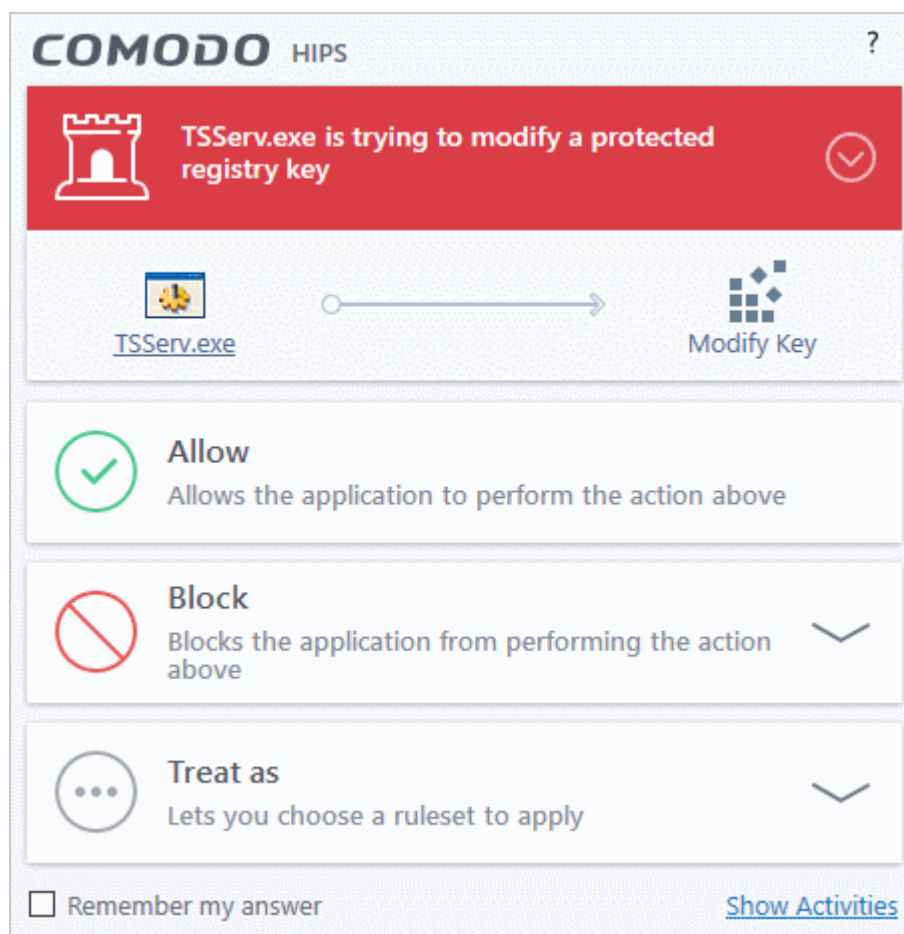 COMODO HIPS ?
TSServ.exe is trying to modify a protected
registry key
TSServ.exe Modify Key
Allow
Allows the application to perform the action above
Block
Blocks the application from performing the action
above
Treat as
Lets you choose a ruleset to apply
Remember my answer Show Activities